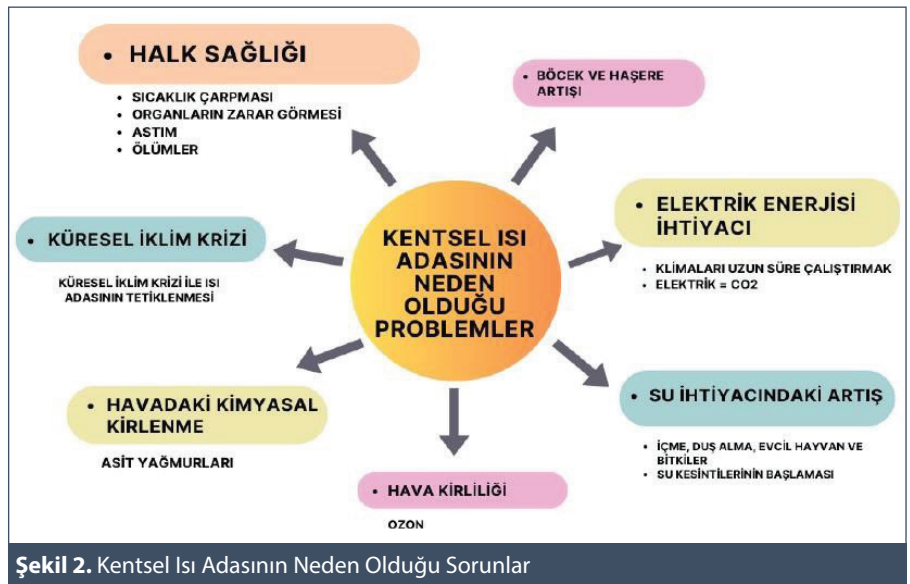 • HALK SAĞLIĞI
• SICAKLIK ÇARPMASI
• ORGANLARIN ZARAR GÖRMESİ
• ASTIM
• ÖLÜMLER
• BÖCEK VE HAŞERE
ARTIŞI
• ELEKTRİK ENERJİSİ
İHTİYACI
• KLİMALARI UZUN SÜRE ÇALIŞTIRMAK
• ELEKTRİK = CO2
• KÜRESEL İKLİM KRİZİ
KÜRESEL İKLİM KRİZİ İLE ISI
ADASININ TETİKLENMESİ
KENTSEL ISI
ADASININ
NEDEN
OLDUĞU
PROBLEMLER
• HAVADAKİ KİMYASAL
KİRLENME
ASİT YAĞMURLARI
• SU İHTİYACINDAKİ ARTIŞ
• İÇME, DUŞ ALMA, EVCİL HAYVAN VE
BİTKİLER
• SU KESİNTİLERİNİN BAŞLAMASI
• HAVA KİRLİLİĞİ
OZON
Şekil 2. Kentsel Isı Adasının Neden Olduğu Sorunlar